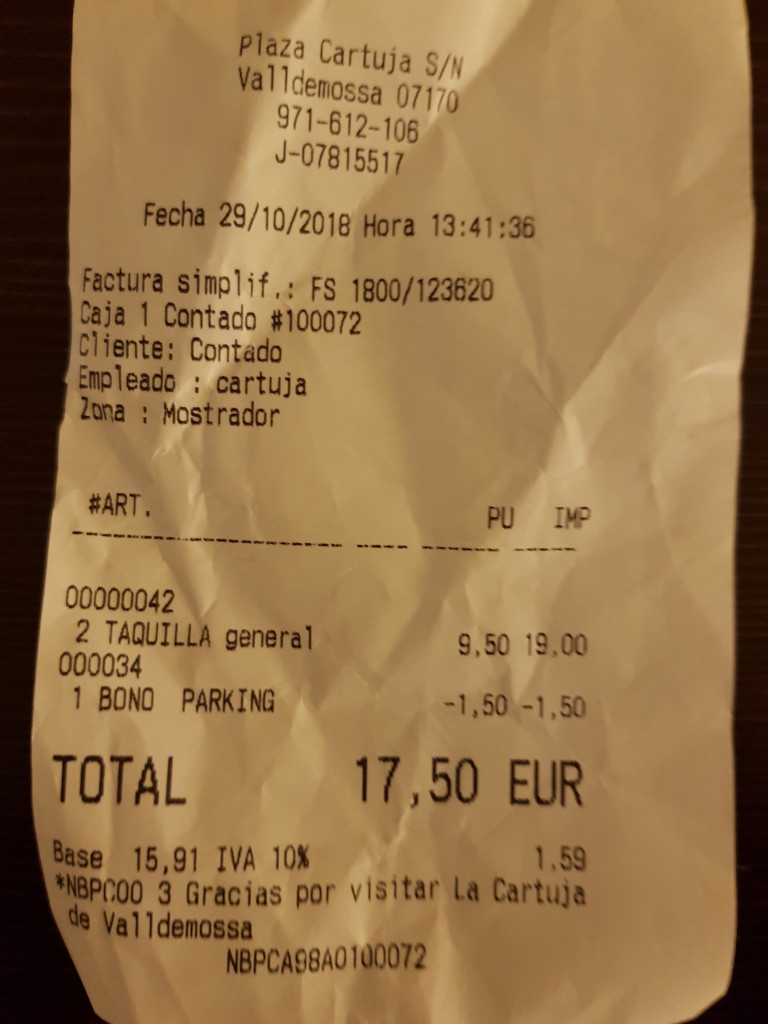 Plaza Cartuja S/N
Valldemossa 07170
971-612-106
J-07815517
Fecha 29/10/2018 Hora 13:41:36
Factura simplif.: FS 1800/123620
Caja 1 Contado #100072
Cliente: Contado
Empleado : cartuja
Zona : Mostrador
#ART. PU IMP
00000042
2 TAQUILLA general 9,50 19,00
000034
1 BONO PARKING -1,50 -1,50
TOTAL 17,50 EUR
Base 15,91 IVA 10% 1.59
*NBPC00 3 Gracias por visitar La Cartuja
de Valldemossa
NBPCA98A0100072